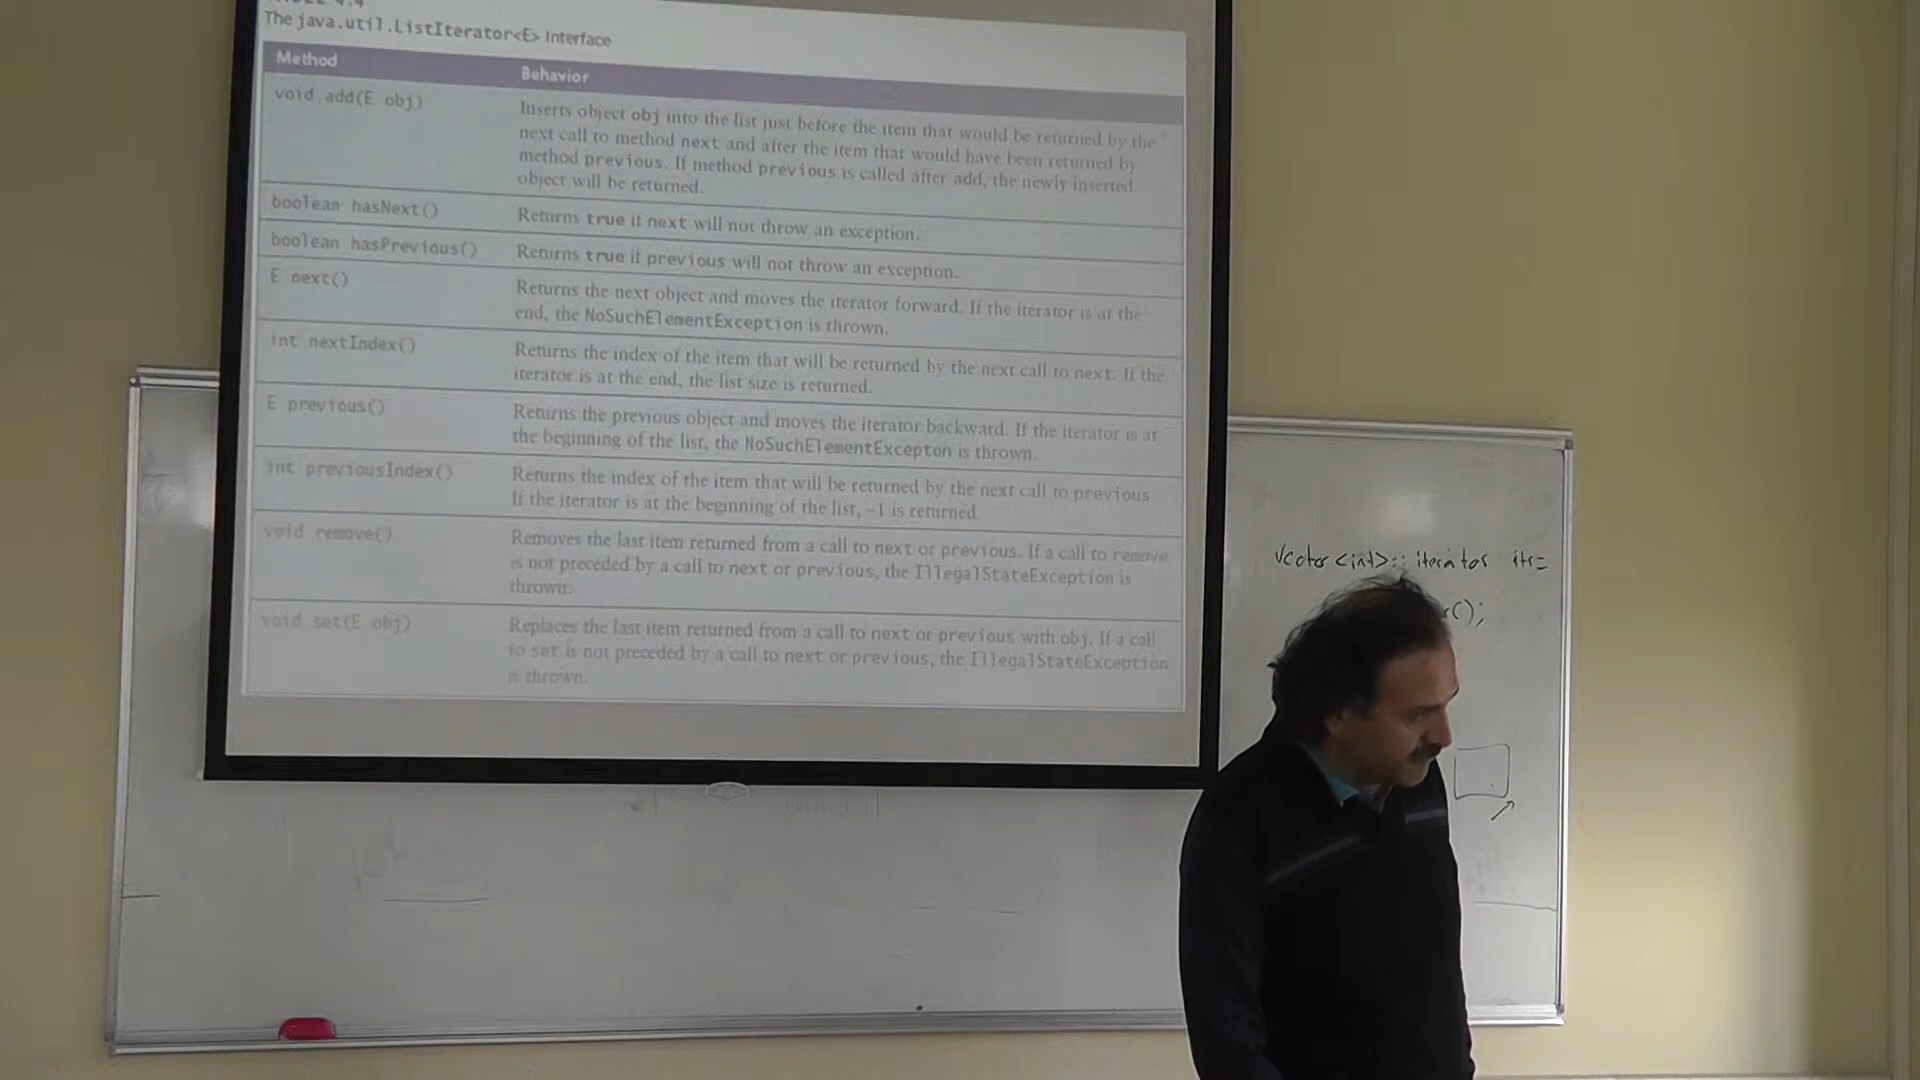 The java.util.ListIterator<E> Interface
Method Behavior
void add(E obj) Inserts object obj into the list just before the item that would be returned by the
next call to method next and after the item that would have been returned by
method previous. If method previous is called after add, the newly inserted
object will be returned.
boolean hasNext() Returns true if next will not throw an exception.
boolean hasPrevious() Returns true if previous will not throw an exception.
E next() Returns the next object and moves the iterator forward. If the iterator is at the
end, the NoSuchElementException is thrown.
int nextIndex() Returns the index of the item that will be returned by the next call to next. If the
iterator is at the end, the list size is returned.
E previous() Returns the previous object and moves the iterator backward. If the iterator is at
the beginning of the list, the NoSuchElementExcepton is thrown.
int previousIndex() Returns the index of the item that will be returned by the next call to previous
If the iterator is at the beginning of the list, −1 is returned
void remove() Removes the last item returned from a call to next or previous. If a call to remove
is not preceded by a call to next or previous, the IllegalStateException is
thrown.
void set(E obj) Replaces the last item returned from a call to next or previous with obj. If a call
to set is not preceded by a call to next or previous, the IllegalStateException
is thrown.
vector<int>::iterator itr=
();